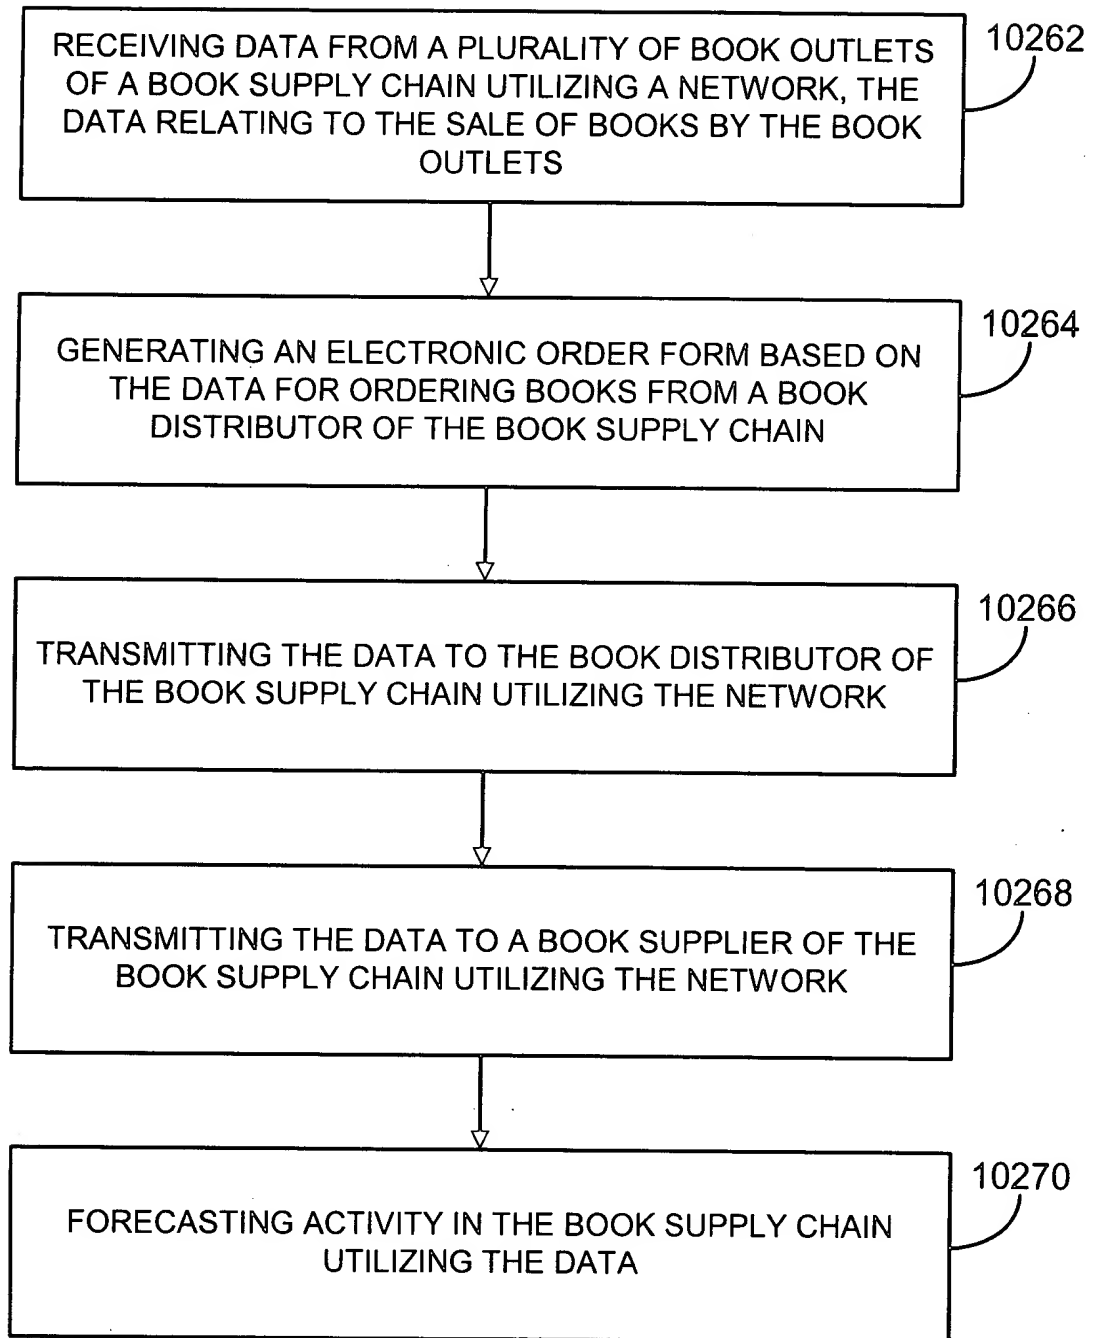 RECEIVING DATA FROM A PLURALITY OF BOOK OUTLETS
OF A BOOK SUPPLY CHAIN UTILIZING A NETWORK, THE
DATA RELATING TO THE SALE OF BOOKS BY THE BOOK
OUTLETS
10262
GENERATING AN ELECTRONIC ORDER FORM BASED ON
THE DATA FOR ORDERING BOOKS FROM A BOOK
DISTRIBUTOR OF THE BOOK SUPPLY CHAIN
10264
TRANSMITTING THE DATA TO THE BOOK DISTRIBUTOR OF
THE BOOK SUPPLY CHAIN UTILIZING THE NETWORK
10266
TRANSMITTING THE DATA TO A BOOK SUPPLIER OF THE
BOOK SUPPLY CHAIN UTILIZING THE NETWORK
10268
FORECASTING ACTIVITY IN THE BOOK SUPPLY CHAIN
UTILIZING THE DATA
10270